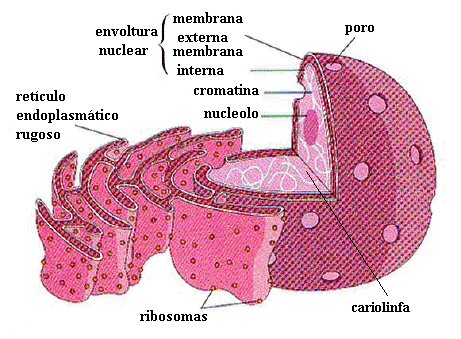 envoltura
nuclear
membrana
externa
membrana
interna
poro
cromatina
nucleolo
retículo
endoplasmático
rugoso
ribosomas
cariolinfa